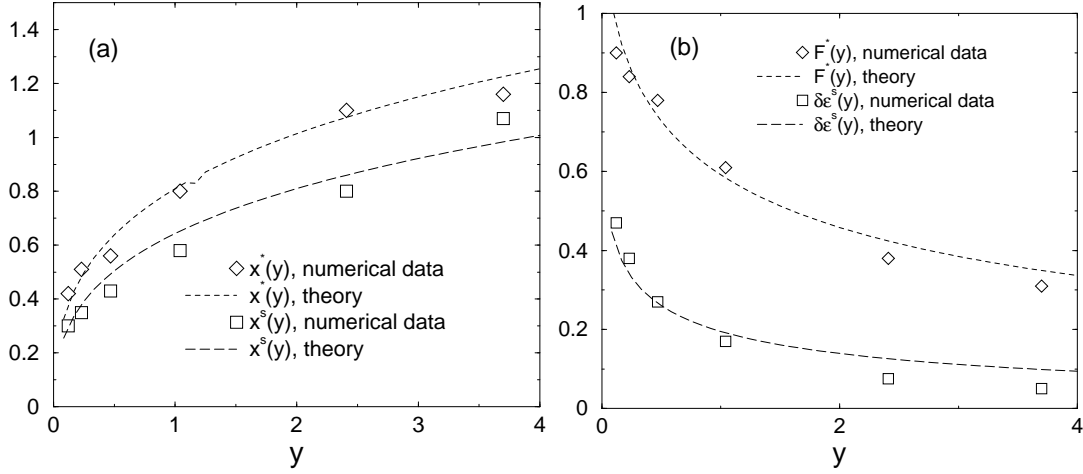 1.4
1.2
1
0.8
0.6
0.4
0.2
0
0
1
2
3
4
y
(a)
x*(y), numerical data
x*(y), theory
x^s(y), numerical data
x^s(y), theory
1
0.8
0.6
0.4
0.2
0
0
2
4
y
(b)
F*(y), numerical data
F*(y), theory
δε^s(y), numerical data
δε^s(y), theory